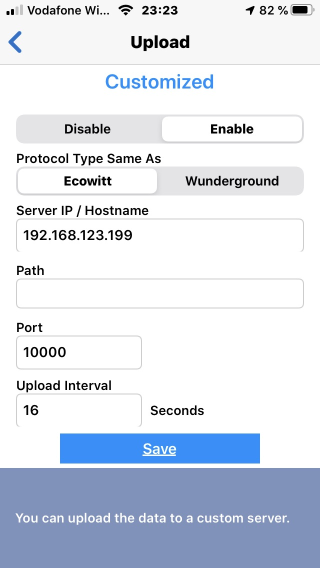 Vodafone Wi... 23:23 82 %
Upload
Customized
Disable Enable
Protocol Type Same As
Ecowitt Wunderground
Server IP / Hostname
192.168.123.199
Path
Port
10000
Upload Interval
16 Seconds
Save
You can upload the data to a custom server.